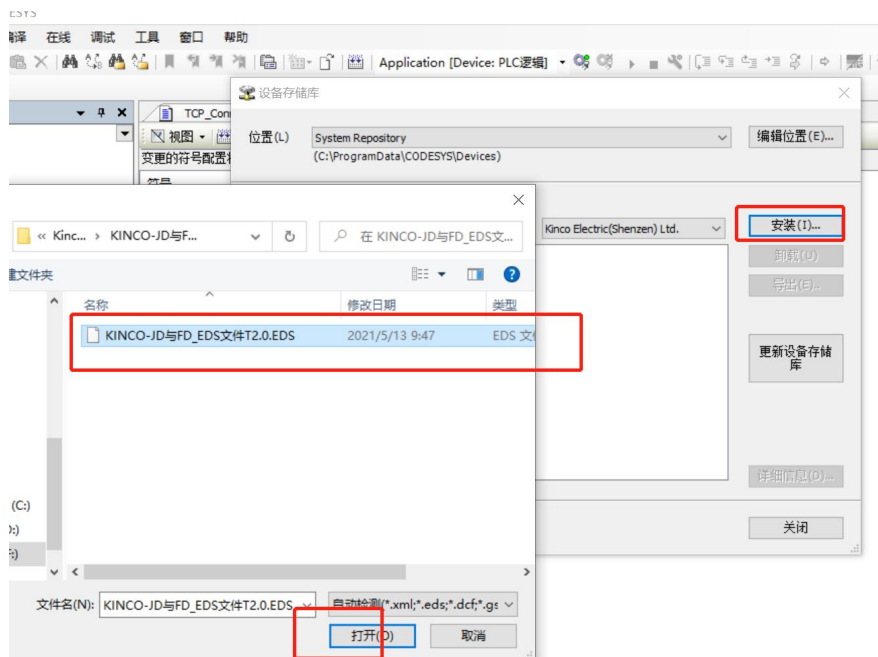 ESYS
编译 在线 调试 工具 窗口 帮助
Application [Device: PLC逻辑]
设备存储库
TCP_Con
视图
位置(L)
System Repository
编辑位置(E)...
变更的符号配置
(C:\ProgramData\CODESYS\Devices)
符号
« Kinc... › KINCO-JD与F...
在 KINCO-JD与FD_EDS文...
Kinco Electric(Shenzen) Ltd.
安装(I)...
卸载(U)
建文件夹
导出(E)...
名称 修改日期 类型
KINCO-JD与FD_EDS文件T2.0.EDS 2021/5/13 9:47 EDS 文
更新设备存储
库
详细信息(D)...
(C:)
):)
关闭
:)
文件名(N):
KINCO-JD与FD_EDS文件T2.0.EDS
自动检测(*.xml;*.eds;*.dcf;*.gs
打开(O)
取消